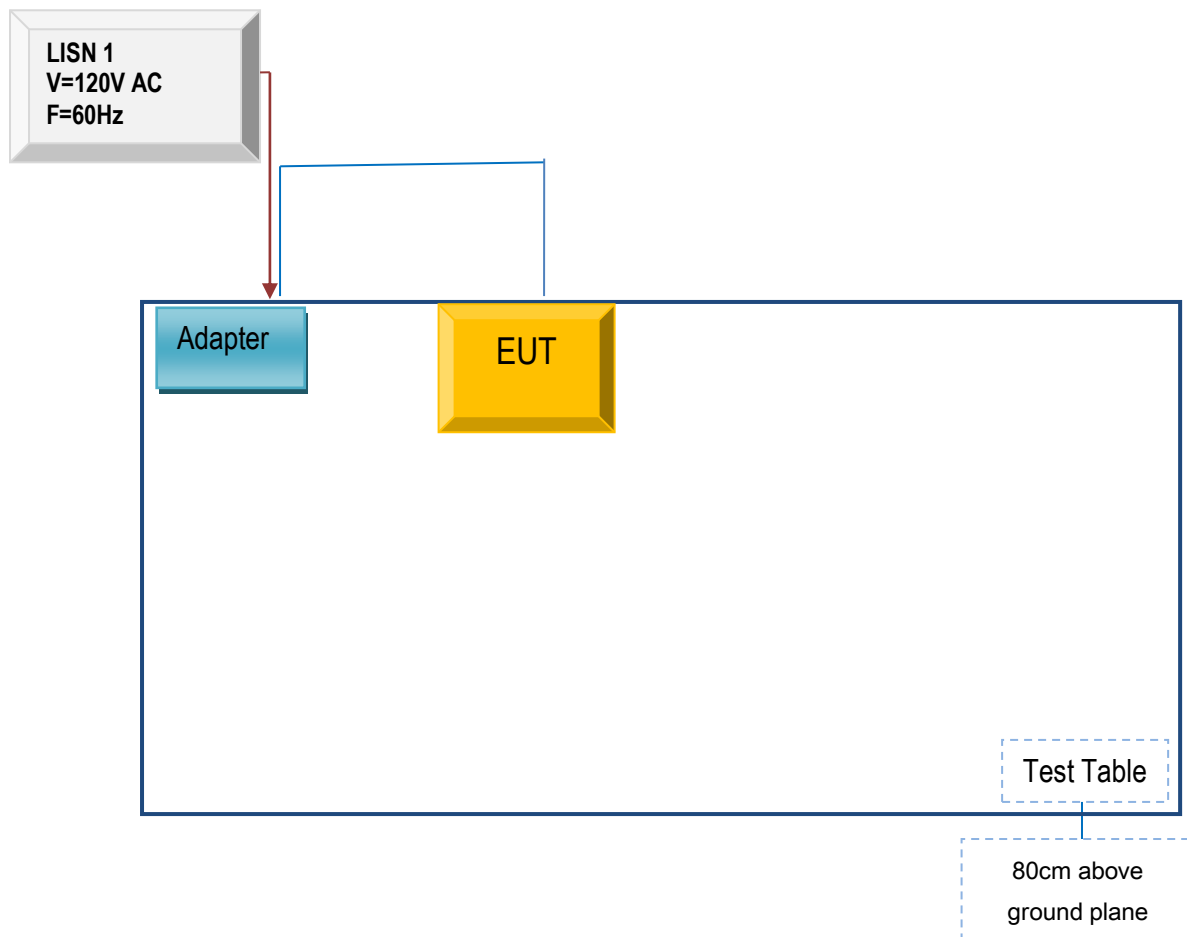 LISN 1
V=120V AC
F=60Hz
Adapter
EUT
Test Table
80cm above
ground plane